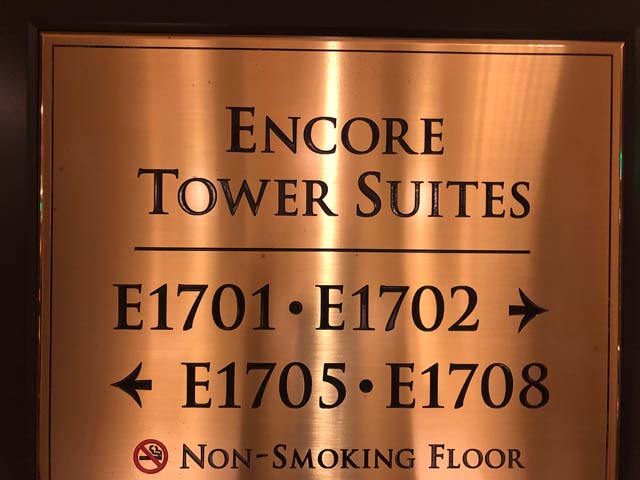 ENCORE
TOWER SUITES
E1701 • E1702 →
← E1705 • E1708
NON-SMOKING FLOOR